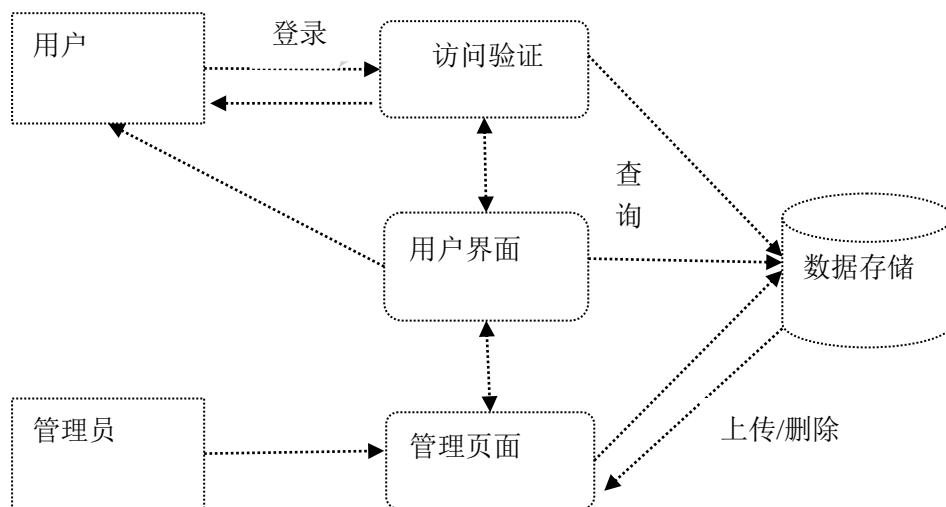 用户
登录
访问验证
查
询
用户界面
数据存储
管理员
管理页面
上传/删除